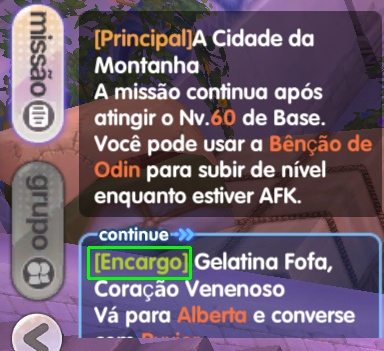 missão
grupo
[Principal]A Cidade da
Montanha
A missão continua após
atingir o Nv.60 de Base.
Você pode usar a Bênção de
Odin para subir de nível
enquanto estiver AFK.
continue
[Encargo] Gelatina Fofa,
Coração Venenoso
Vá para Alberta e converse
com